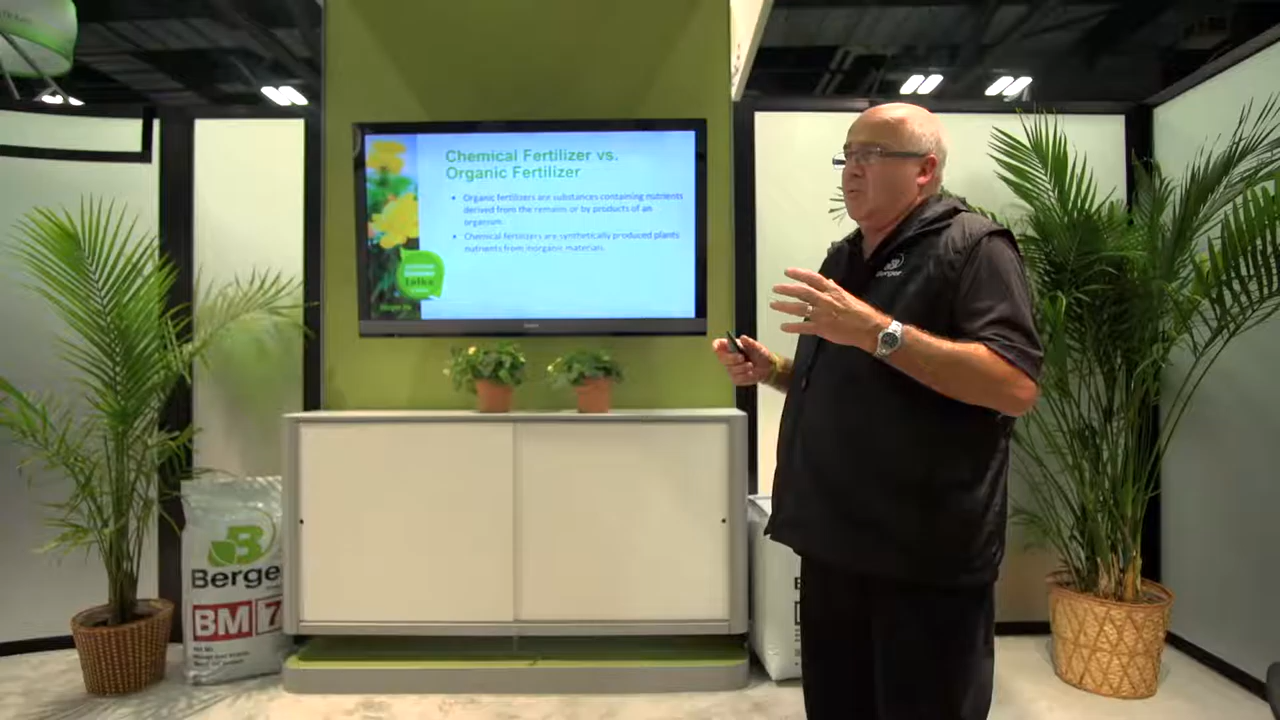 Chemical Fertilizer vs.
Organic Fertilizer
• Organic fertilizers are substances containing nutrients
derived from the remains or by products of an
organism.
• Chemical fertilizers are synthetically produced plants
nutrients from inorganic materials.
Talks
Berger
Berge
BM 7